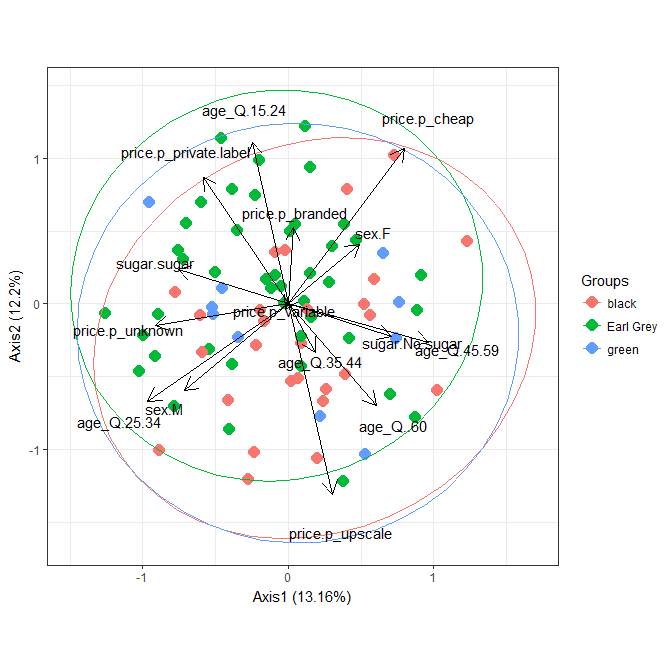 age_Q.15.24
price.p_cheap
price.p_private.label
price.p_branded
sex.F
sugar.sugar
price.p_variable
price.p_unknown
sugar.No.sugar
age_Q.45.59
age_Q.35.44
sex.M
age_Q.25.34
age_Q..60
price.p_upscale
1
0
-1
-1
0
1
Axis1 (13.16%)
Axis2 (12.2%)
Groups
black
Earl Grey
green